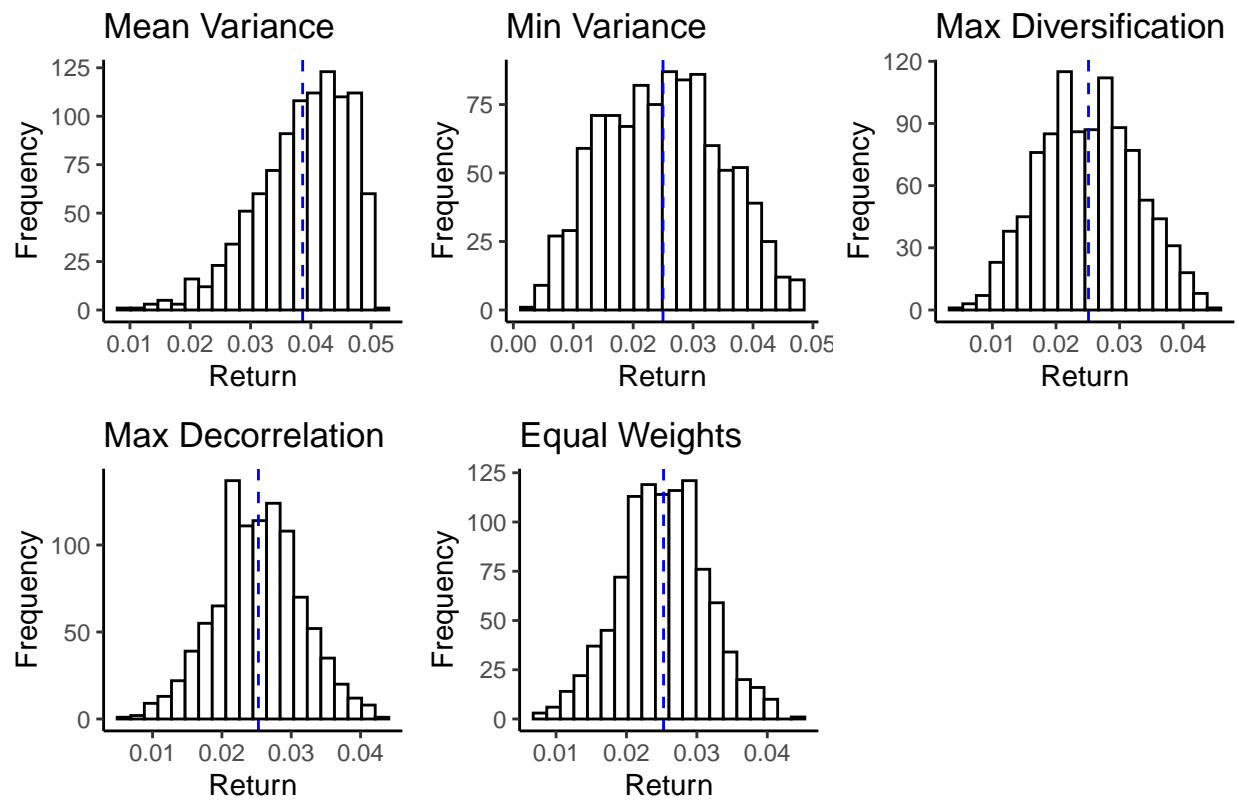 Mean Variance
125
100
75
50
25
0
Frequency
0.01 0.02 0.03 0.04 0.05
Return
Min Variance
75
50
25
0
Frequency
0.00 0.01 0.02 0.03 0.04 0.05
Return
Max Diversification
120
90
60
30
0
Frequency
0.01 0.02 0.03 0.04
Return
Max Decorrelation
100
50
0
Frequency
0.01 0.02 0.03 0.04
Return
Equal Weights
125
100
75
50
25
0
Frequency
0.01 0.02 0.03 0.04
Return